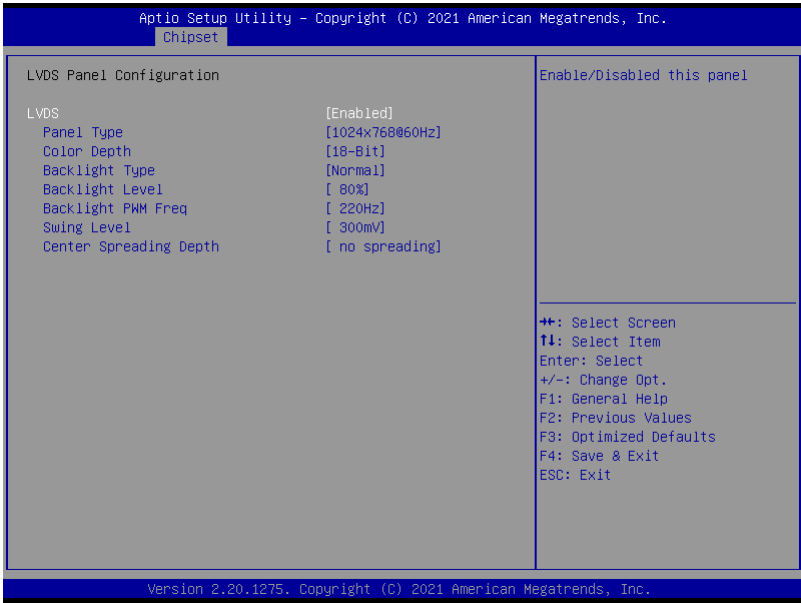 Aptio Setup Utility – Copyright (C) 2021 American Megatrends, Inc.
Chipset
LVDS Panel Configuration
LVDS [Enabled]
Panel Type [1024x768@60Hz]
Color Depth [18-Bit]
Backlight Type [Normal]
Backlight Level [ 80%]
Backlight PWM Freq [ 220Hz]
Swing Level [ 300mV]
Center Spreading Depth [ no spreading]
Enable/Disabled this panel
→←: Select Screen
↑↓: Select Item
Enter: Select
+/-: Change Opt.
F1: General Help
F2: Previous Values
F3: Optimized Defaults
F4: Save & Exit
ESC: Exit
Version 2.20.1275. Copyright (C) 2021 American Megatrends, Inc.